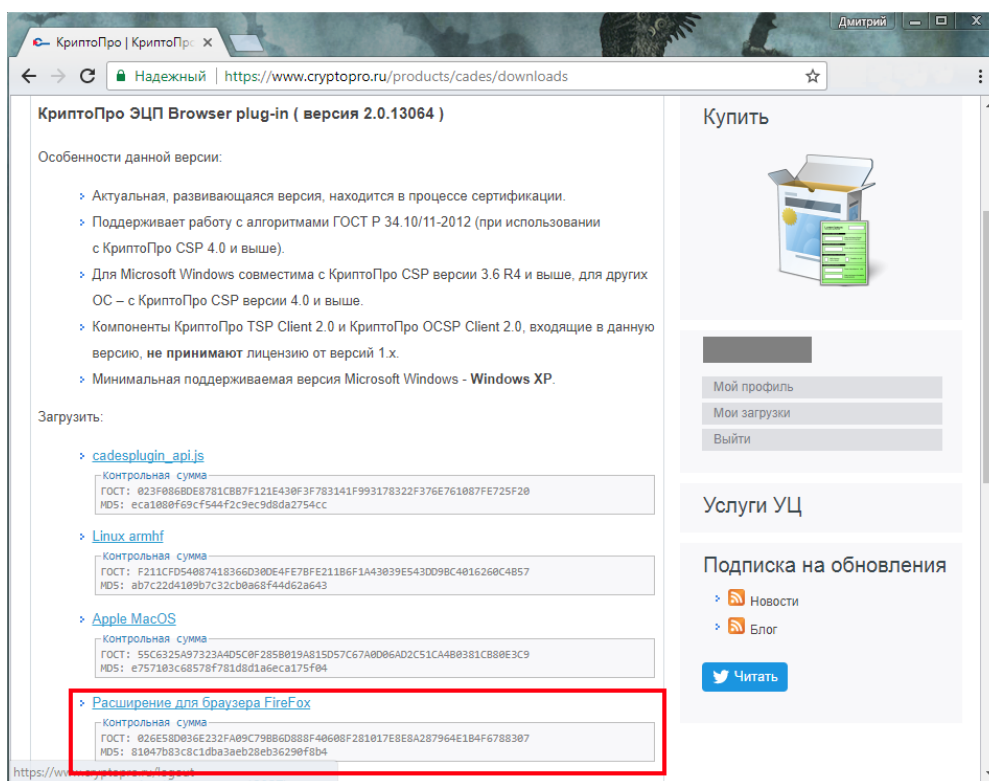 Дмитрий
КриптоПро | КриптоПро
Надежный | https://www.cryptopro.ru/products/cades/downloads
КриптоПро ЭЦП Browser plug-in ( версия 2.0.13064 )
Особенности данной версии:
Актуальная, развивающаяся версия, находится в процессе сертификации.
Поддерживает работу с алгоритмами ГОСТ Р 34.10/11-2012 (при использовании
с КриптоПро CSP 4.0 и выше).
Для Microsoft Windows совместима с КриптоПро CSP версии 3.6 R4 и выше, для других
ОС – с КриптоПро CSP версии 4.0 и выше.
Компоненты КриптоПро TSP Client 2.0 и КриптоПро OCSP Client 2.0, входящие в данную
версию, не принимают лицензию от версий 1.x.
Минимальная поддерживаемая версия Microsoft Windows - Windows XP.
Загрузить:
cadesplugin_api.js
Контрольная сумма
ГОСТ: 023F086BDE8781CBB7F121E430F3F783141F993178322F376E761087FE725F20
MD5: eca1080f69cf544f2c9ec9d8da2754cc
Linux armhf
Контрольная сумма
ГОСТ: F211CFD54087418366D30DE4FE7BFE211B6F1A43039E543DD9BC4016260C4B57
MD5: ab7c22d4109b7c32cb0a68f44d62a643
Apple MacOS
Контрольная сумма
ГОСТ: 55C6325A97323A4D5C0F285B019A815D57C67A0D06AD2C51CA4B0381CB80E3C9
MD5: e757103c68578f781d8d1a6eca175f04
Расширение для браузера FireFox
Контрольная сумма
ГОСТ: 026E58D036E232FA09C79BB6D888F40608F281017E8E8A287964E1B4F6788307
MD5: 81047b83c8c1dba3aeb28eb36290f8b4
https://www.cryptopro.ru/logout
Купить
Мой профиль
Мои загрузки
Выйти
Услуги УЦ
Подписка на обновления
Новости
Блог
Читать